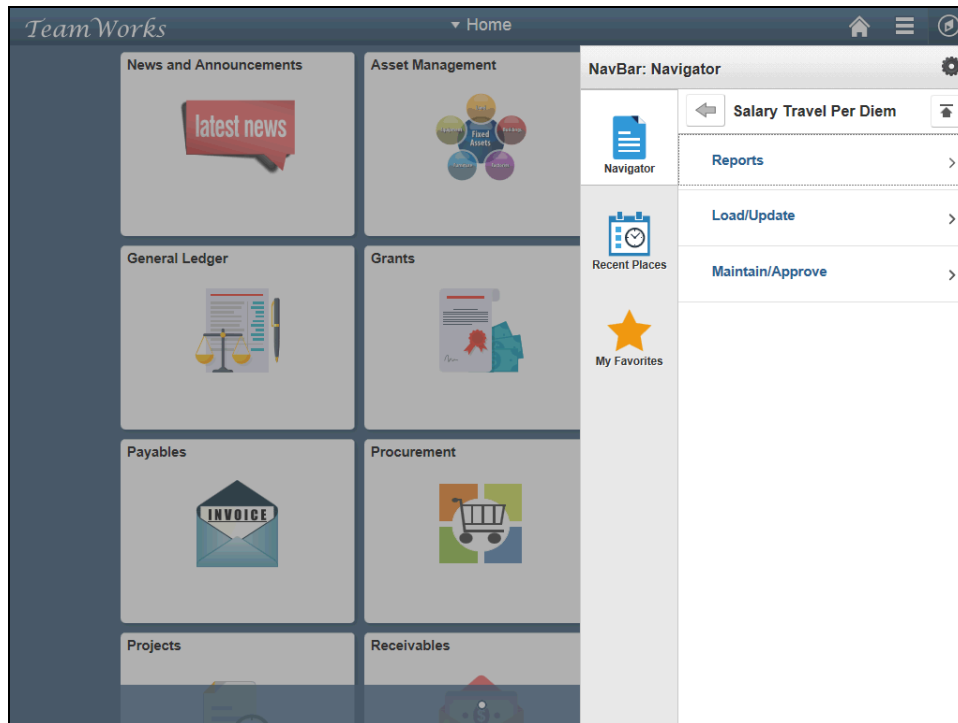 TeamWorks
Home
News and Announcements
latest news
Asset Management
Fixed
Assets
General Ledger
Grants
Payables
INVOICE
Procurement
Projects
Receivables
NavBar: Navigator
Navigator
Recent Places
My Favorites
Salary Travel Per Diem
Reports
Load/Update
Maintain/Approve